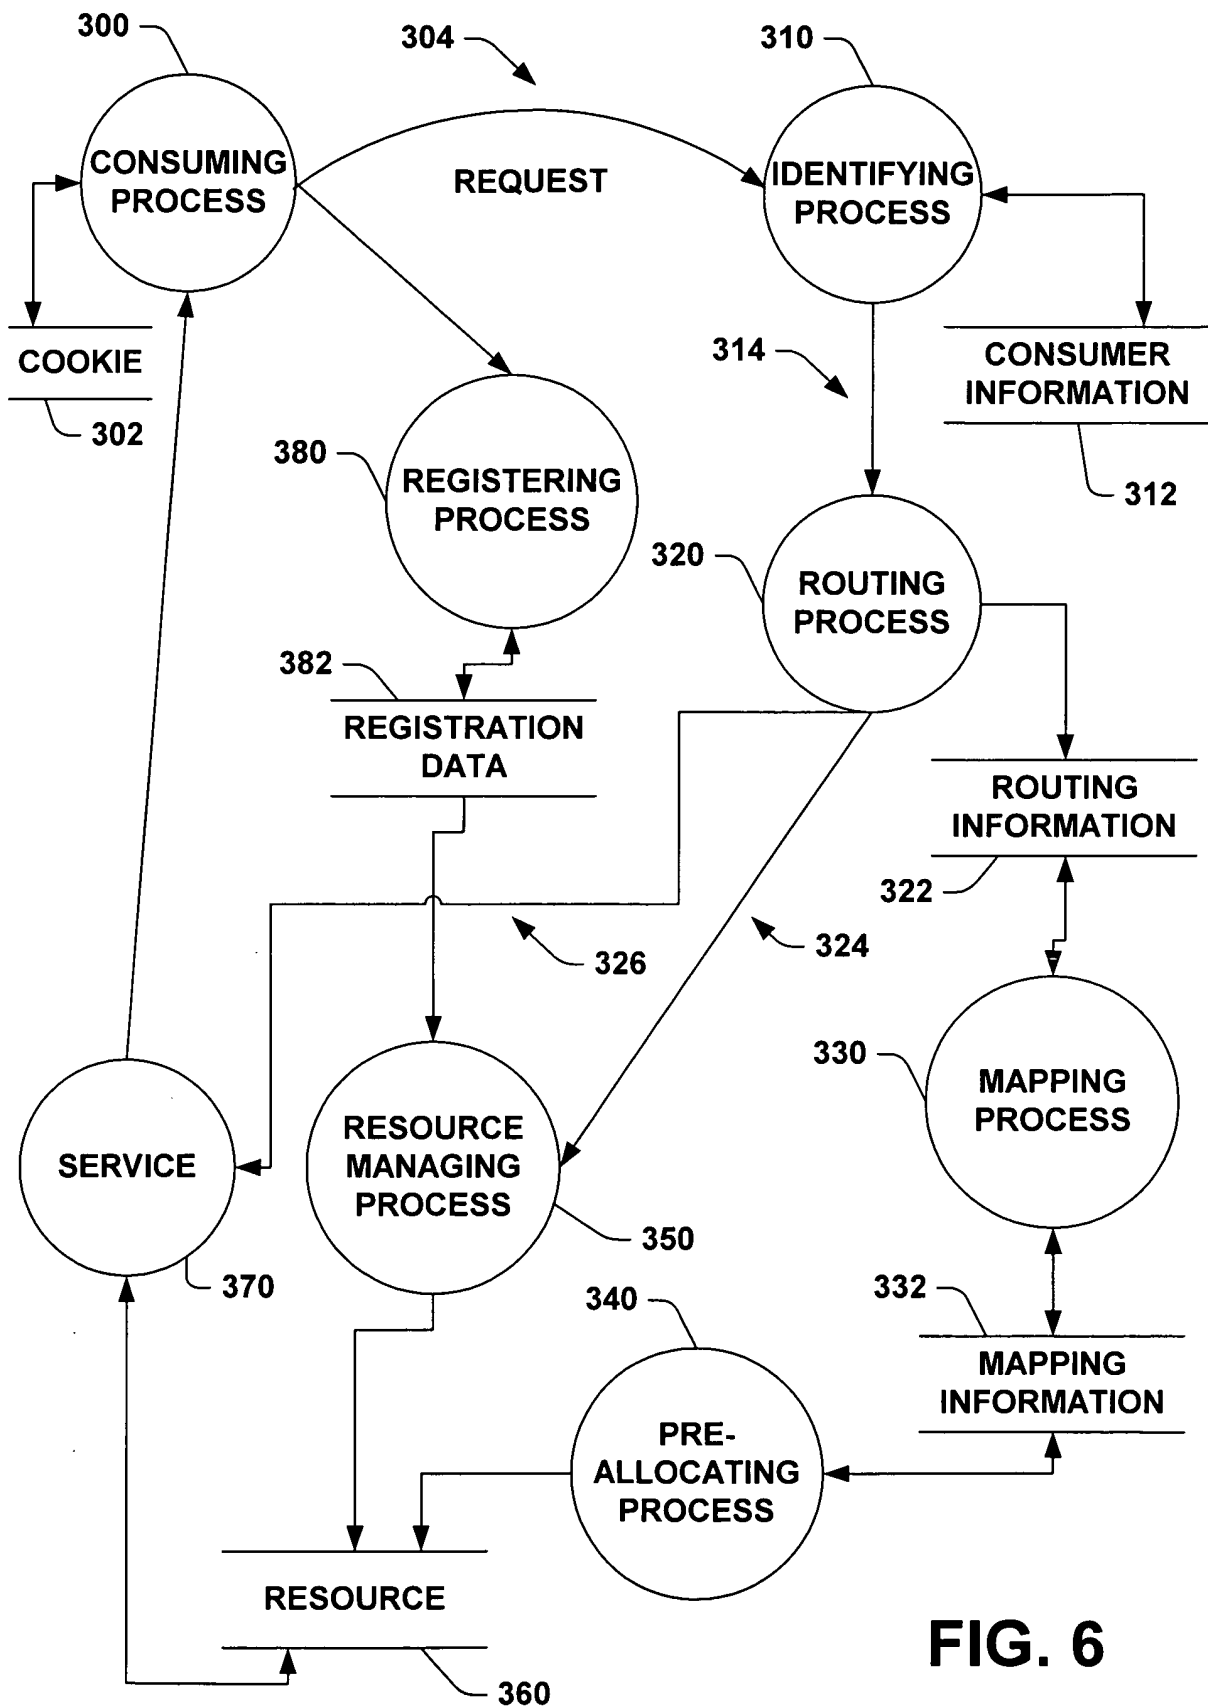 300
304
310
CONSUMING
PROCESS
REQUEST
IDENTIFYING
PROCESS
COOKIE
302
314
CONSUMER
INFORMATION
312
380
REGISTERING
PROCESS
320
ROUTING
PROCESS
382
REGISTRATION
DATA
ROUTING
INFORMATION
322
326
324
330
MAPPING
PROCESS
SERVICE
370
RESOURCE
MANAGING
PROCESS
350
340
332
MAPPING
INFORMATION
PRE-
ALLOCATING
PROCESS
RESOURCE
360
FIG. 6